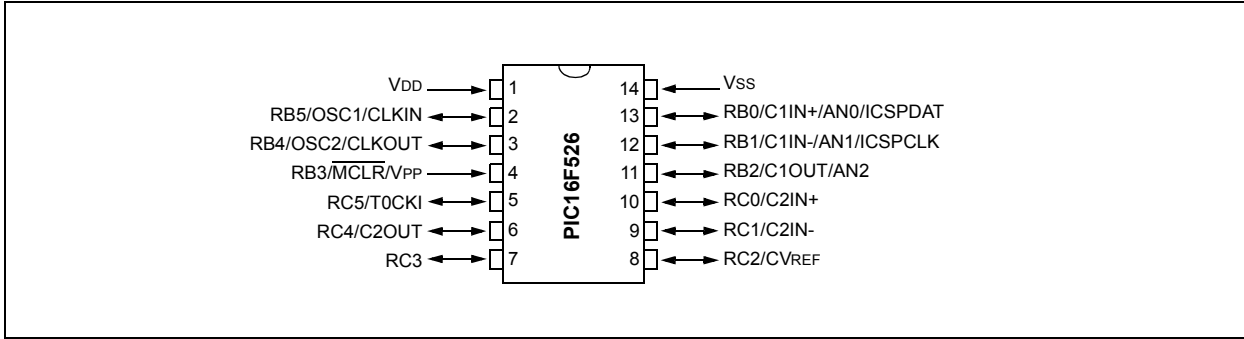 VDD 1 14 VSS
RB5/OSC1/CLKIN 2 13 RB0/C1IN+/AN0/ICSPDAT
RB4/OSC2/CLKOUT 3 12 RB1/C1IN-/AN1/ICSPCLK
RB3/MCLR/VPP 4 11 RB2/C1OUT/AN2
RC5/T0CKI 5 10 RC0/C2IN+
RC4/C2OUT 6 9 RC1/C2IN-
RC3 7 8 RC2/CVREF
PIC16F526